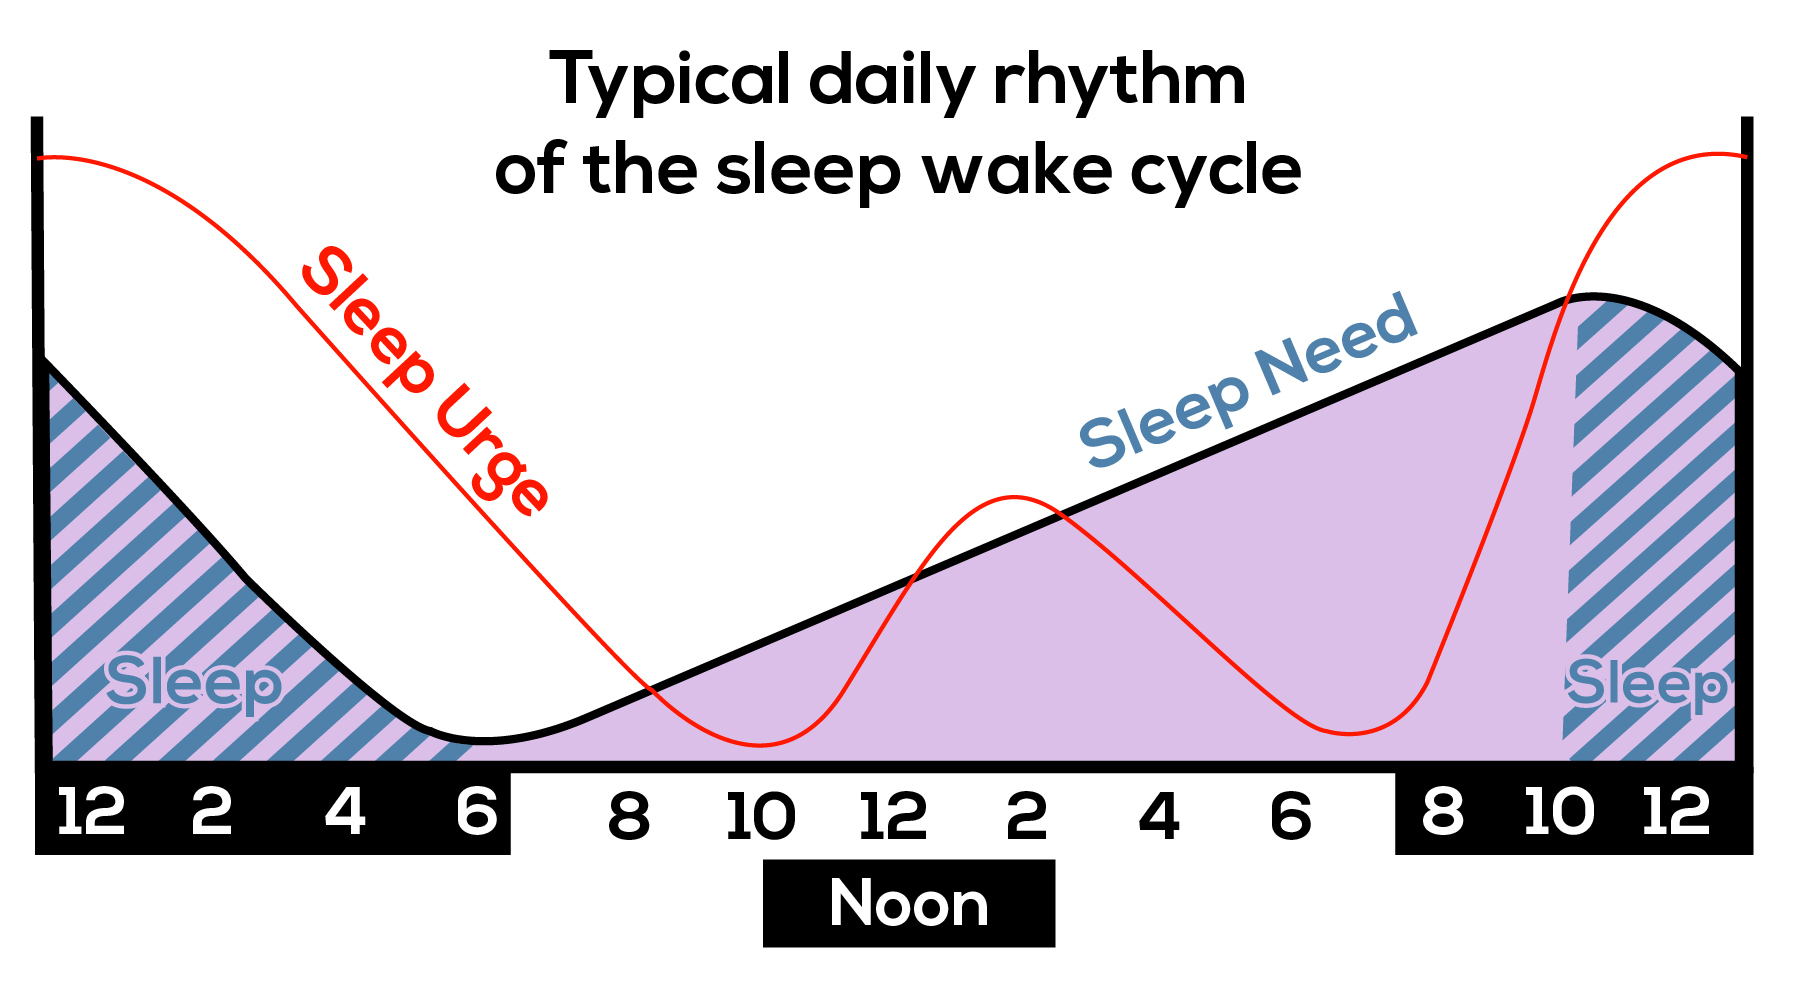 Typical daily rhythm
of the sleep wake cycle
Sleep Urge
Sleep Need
Sleep
Sleep
12 2 4 6 8 10 12 2 4 6 8 10 12
Noon